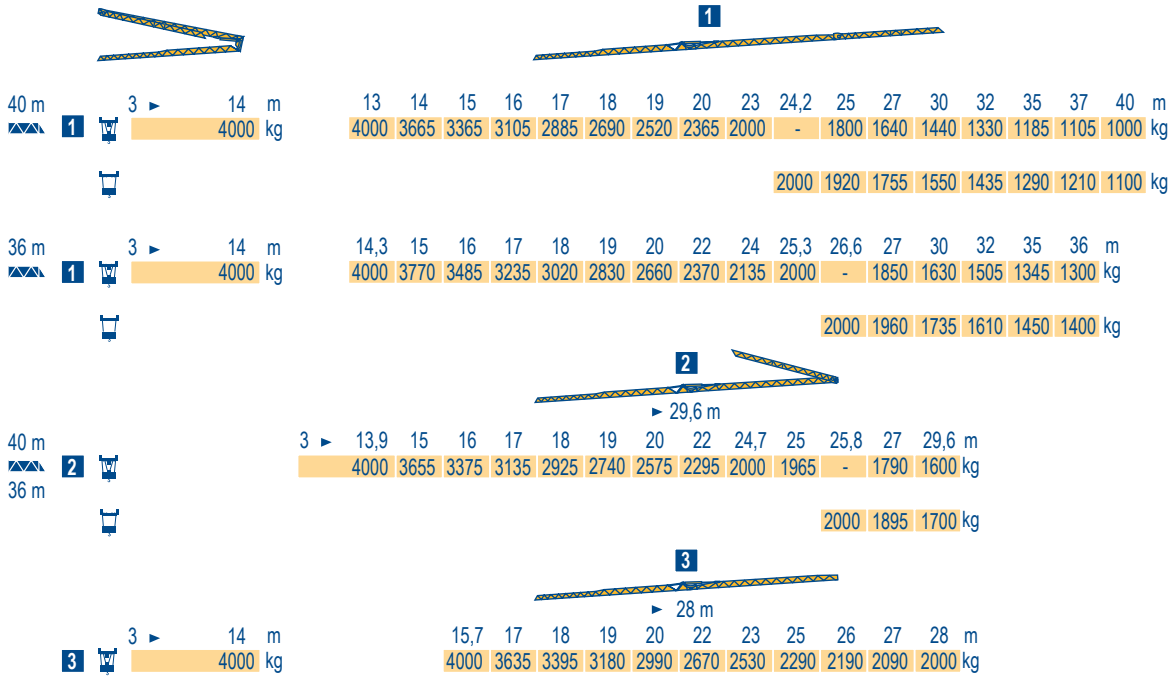 1
40 m 3 ► 14 m 13 14 15 16 17 18 19 20 23 24,2 25 27 30 32 35 37 40 m
1 4000 kg 4000 3665 3365 3105 2885 2690 2520 2365 2000 - 1800 1640 1440 1330 1185 1105 1000 kg
2000 1920 1755 1550 1435 1290 1210 1100 kg
36 m 3 ► 14 m 14,3 15 16 17 18 19 20 22 24 25,3 26,6 27 30 32 35 36 m
1 4000 kg 4000 3770 3485 3235 3020 2830 2660 2370 2135 2000 - 1850 1630 1505 1345 1300 kg
2000 1960 1735 1610 1450 1400 kg
2
► 29,6 m
40 m 3 ► 13,9 15 16 17 18 19 20 22 24,7 25 25,8 27 29,6 m
2 4000 3655 3375 3135 2925 2740 2575 2295 2000 1965 - 1790 1600 kg
36 m
2000 1895 1700 kg
3
► 28 m
3 ► 14 m 15,7 17 18 19 20 22 23 25 26 27 28 m
3 4000 kg 4000 3635 3395 3180 2990 2670 2530 2290 2190 2090 2000 kg